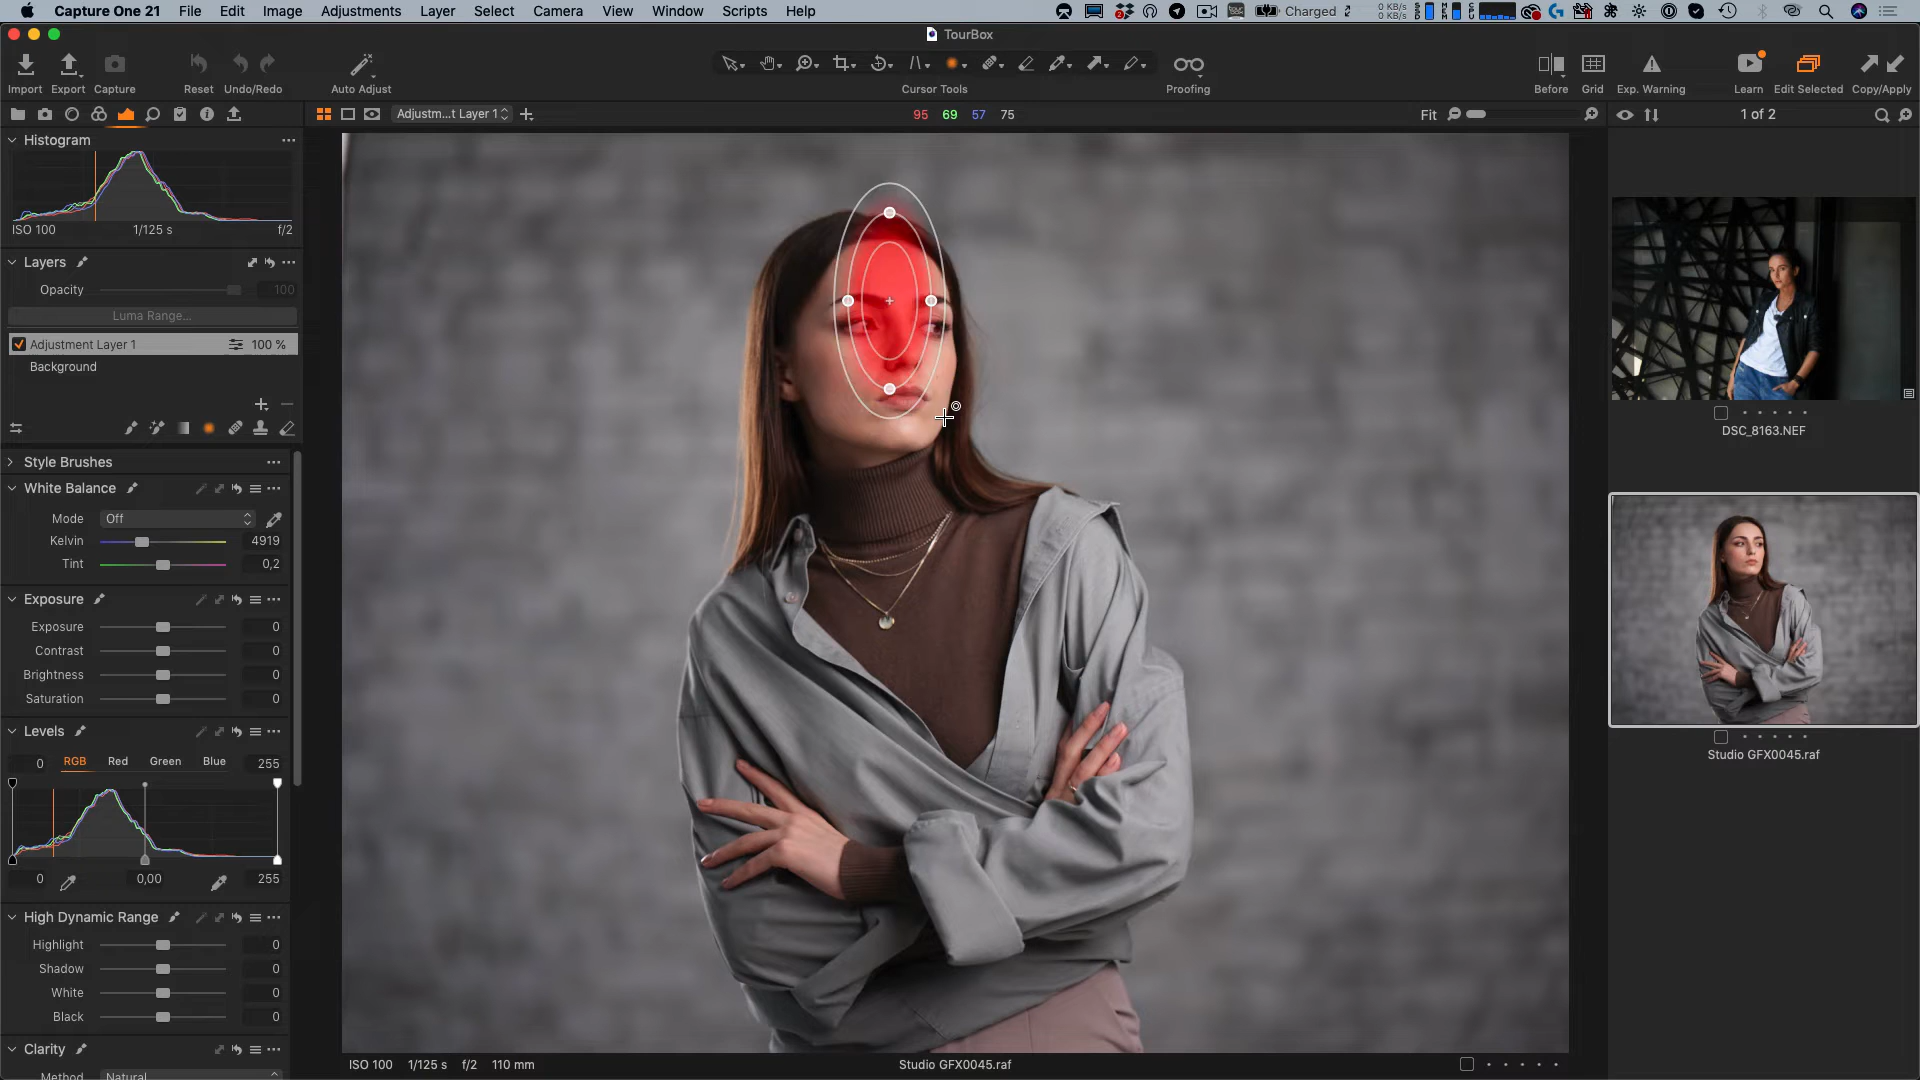 Capture One 21 File Edit Image Adjustments Layer Select Camera View Window Scripts Help
Charged 0 KB/s 0 KB/s
TourBox
Import Export Capture Reset Undo/Redo Auto Adjust Cursor Tools Proofing Before Grid Exp. Warning Learn Edit Selected Copy/Apply
Adjustm...t Layer 1 95 69 57 75 Fit 1 of 2
Histogram
ISO 100 1/125 s f/2
Layers
Opacity 100
Luma Range...
Adjustment Layer 1 100 %
Background
Style Brushes
White Balance
Mode Off
Kelvin 4919
Tint 0,2
Exposure
Exposure 0
Contrast 0
Brightness 0
Saturation 0
Levels
0 RGB Red Green Blue 255
0 0,00 255
High Dynamic Range
Highlight 0
Shadow 0
White 0
Black 0
Clarity
Method Natural
DSC_8163.NEF
Studio GFX0045.raf
ISO 100 1/125 s f/2 110 mm Studio GFX0045.raf